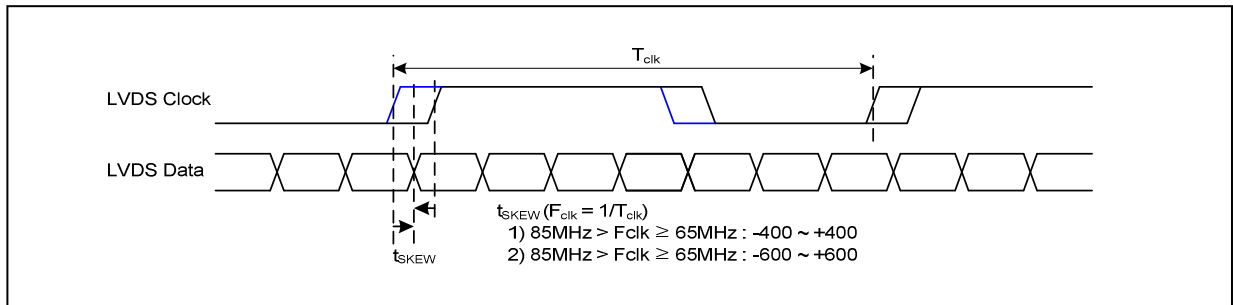 Tclk
LVDS Clock
LVDS Data
tSKEW (Fclk = 1/Tclk)
1) 85MHz > Fclk ≥ 65MHz : -400 ~ +400
2) 85MHz > Fclk ≥ 65MHz : -600 ~ +600
tSKEW